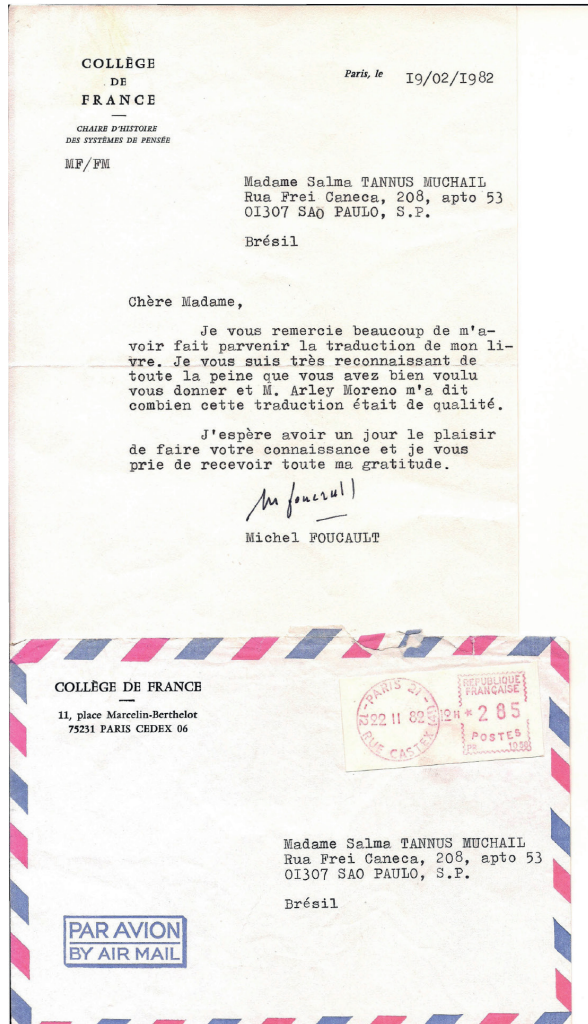 COLLÈGE
DE
FRANCE
CHAIRE D'HISTOIRE
DES SYSTÈMES DE PENSÉE
MF/FM
Paris, le 19/02/1982
Madame Salma TANNUS MUCHAIL
Rua Frei Caneca, 208, apto 53
01307 SAO PAULO, S.P.
Brésil
Chère Madame,
Je vous remercie beaucoup de m'a-
voir fait parvenir la traduction de mon li-
vre. Je vous suis très reconnaissant de
toute la peine que vous avez bien voulu
vous donner et M. Arley Moreno m'a dit
combien cette traduction était de qualité.
J'espère avoir un jour le plaisir
de faire votre connaissance et je vous
prie de recevoir toute ma gratitude.
M Foucault
Michel FOUCAULT
COLLÈGE DE FRANCE
11, place Marcelin-Berthelot
75231 PARIS CEDEX 06
PARIS 21
22 II 82
RUE CASTEX
REPUBLIQUE
FRANÇAISE
* 2 85
POSTES
Madame Salma TANNUS MUCHAIL
Rua Frei Caneca, 208, apto 53
01307 SAO PAULO, S.P.
Brésil
PAR AVION
BY AIR MAIL